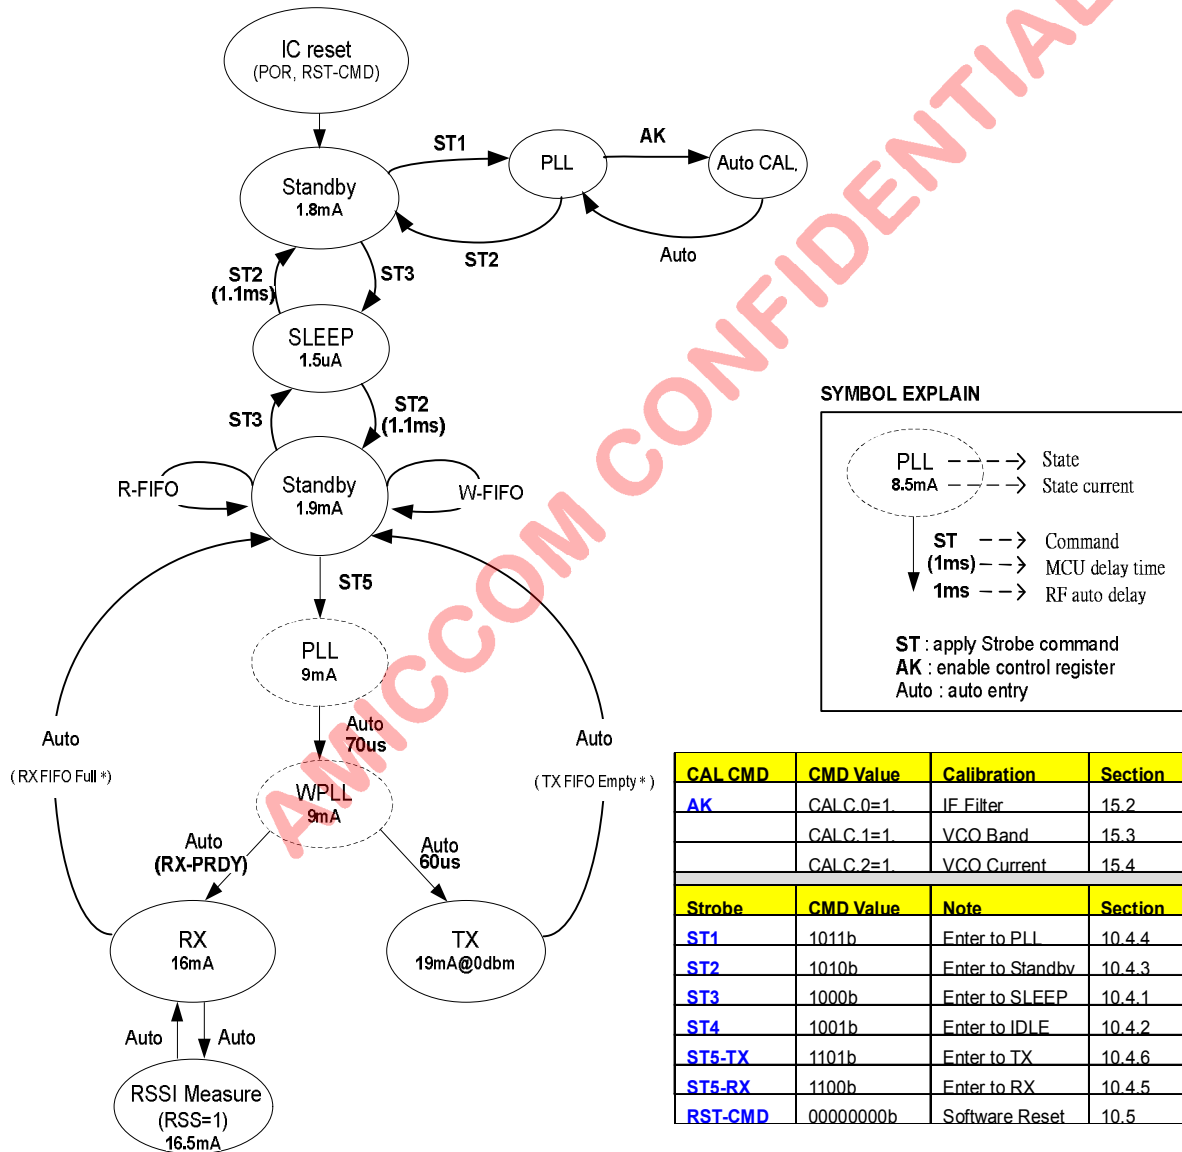 IC reset
(POR, RST-CMD)
ST1
AK
PLL
Auto CAL.
Standby
1.8mA
ST2
Auto
ST2
(1.1ms)
ST3
SLEEP
1.5uA
ST3
ST2
(1.1ms)
R-FIFO
Standby
1.9mA
W-FIFO
ST5
PLL
9mA
Auto
70us
Auto
(RX FIFO Full *)
Auto
(TX FIFO Empty * )
WPLL
9mA
Auto
(RX-PRDY)
Auto
60us
RX
16mA
TX
19mA@0dbm
Auto
Auto
RSSI Measure
(RSS=1)
16.5mA
SYMBOL EXPLAIN
PLL
8.5mA
State
State current
ST
(1ms)
1ms
Command
MCU delay time
RF auto delay
ST : apply Strobe command
AK : enable control register
Auto : auto entry
CAL CMD CMD Value Calibration Section
AK CALC.0=1. IF Filter 15.2
CALC.1=1. VCO Band 15.3
CALC.2=1. VCO Current 15.4
Strobe CMD Value Note Section
ST1 1011b Enter to PLL 10.4.4
ST2 1010b Enter to Standby 10.4.3
ST3 1000b Enter to SLEEP 10.4.1
ST4 1001b Enter to IDLE 10.4.2
ST5-TX 1101b Enter to TX 10.4.6
ST5-RX 1100b Enter to RX 10.4.5
RST-CMD 00000000b Software Reset 10.5
AMICCOM CONFIDENTIAL